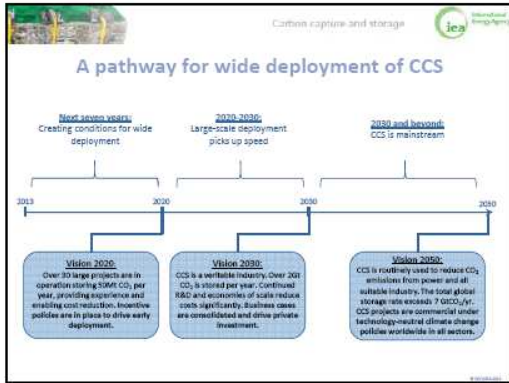 Carbon capture and storage
iea
International
Energy Agency
A pathway for wide deployment of CCS
Next seven years:
Creating conditions for wide
deployment
2020-2030:
Large-scale deployment
picks up speed
2030 and beyond:
CCS is mainstream
2013
2020
2030
2050
Vision 2020:
Over 30 large projects are in
operation storing 50Mt CO₂ per
year, providing experience and
enabling cost reduction. Incentive
policies are in place to drive early
deployment.
Vision 2030:
CCS is a veritable industry. Over 2Gt
CO₂ is stored per year. Continued
R&D and economies of scale reduce
costs significantly. Business cases
are consolidated and drive private
investment.
Vision 2050:
CCS is routinely used to reduce CO₂
emissions from power and all
suitable industry. The total global
storage rate exceeds 7 GtCO₂/yr.
CCS projects are commercial under
technology-neutral climate change
policies worldwide in all sectors.